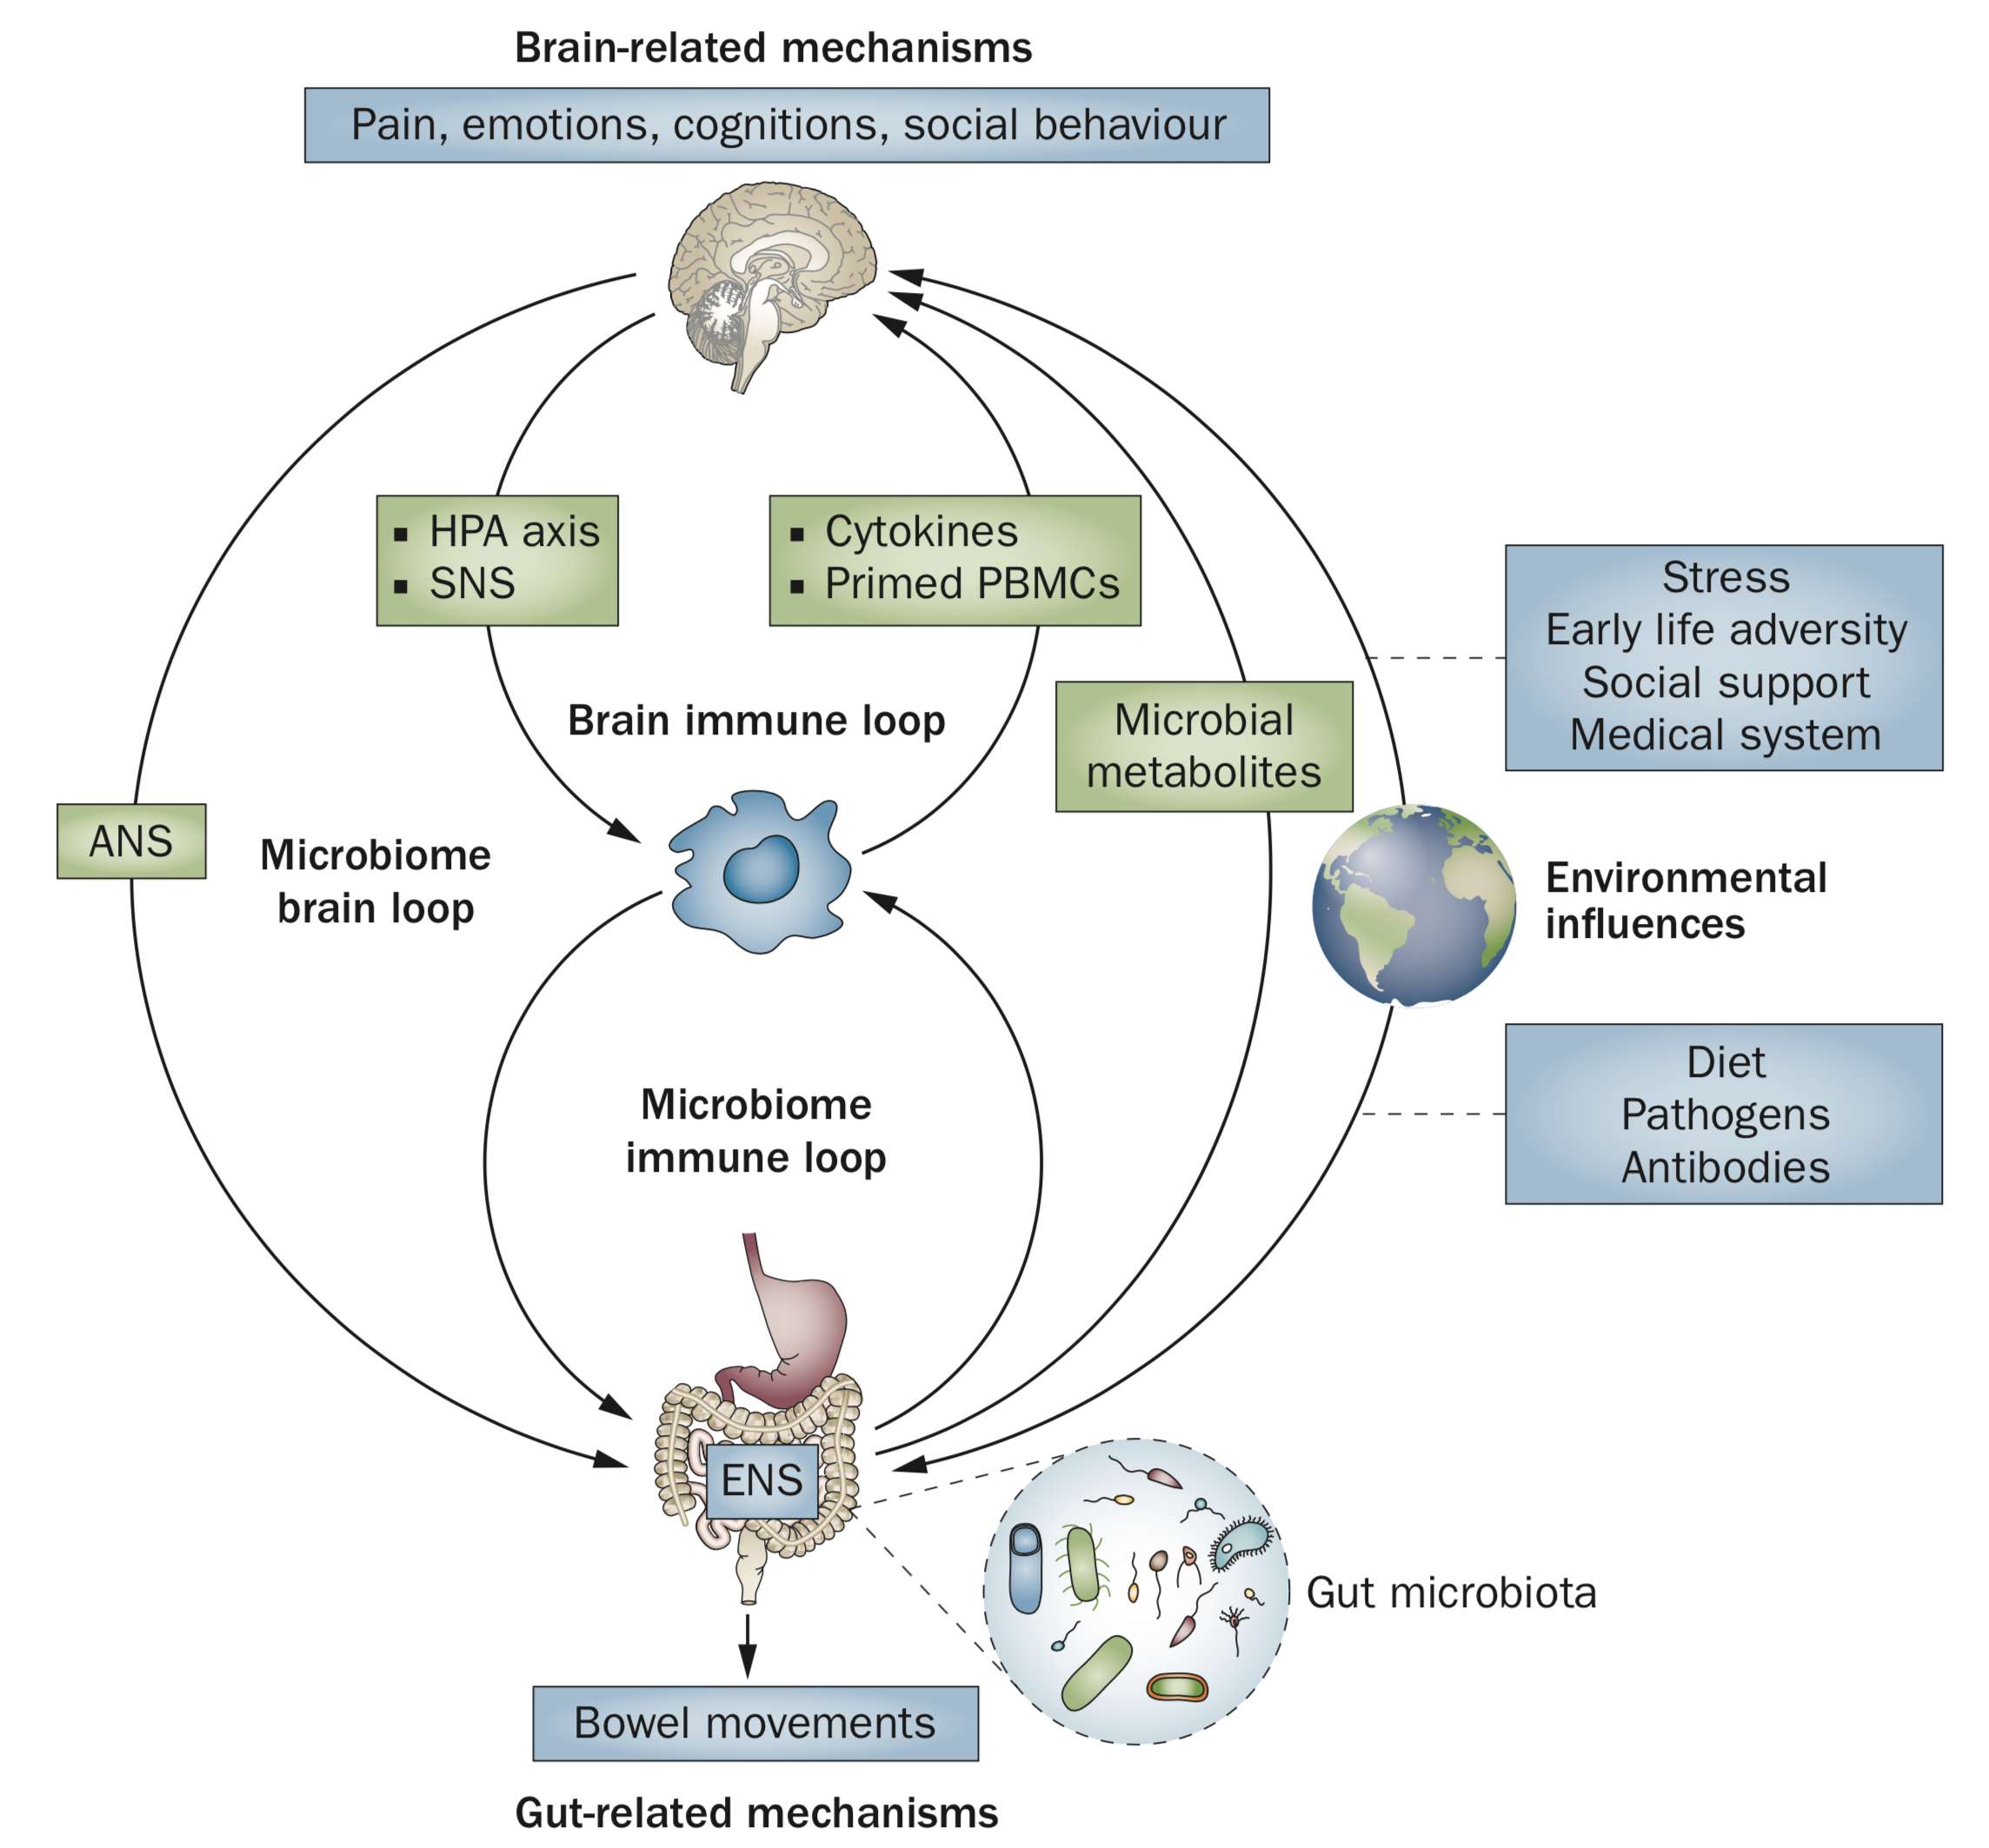 Brain-related mechanisms
Pain, emotions, cognitions, social behaviour
▪ HPA axis
▪ SNS
▪ Cytokines
▪ Primed PBMCs
Stress
Early life adversity
Social support
Medical system
Brain immune loop
Microbial
metabolites
ANS
Microbiome
brain loop
Environmental
influences
Microbiome
immune loop
Diet
Pathogens
Antibodies
ENS
Gut microbiota
Bowel movements
Gut-related mechanisms